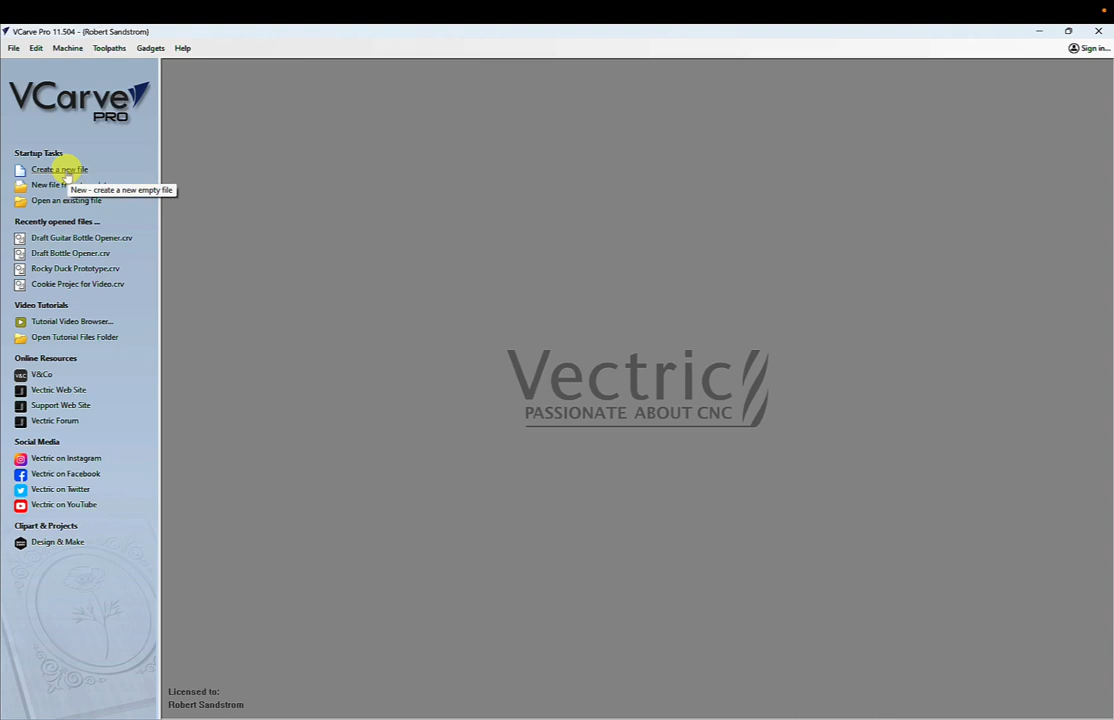 VCarve Pro 11.504 - {Robert Sandstrom}
File Edit Machine Toolpaths Gadgets Help
Sign in...
VCarve
PRO
Startup Tasks
Create a new file
New file
New - create a new empty file
Open an existing file
Recently opened files ...
Draft Guitar Bottle Opener.crv
Draft Bottle Opener.crv
Rocky Duck Prototype.crv
Cookie Projec for Video.crv
Video Tutorials
Tutorial Video Browser...
Open Tutorial Files Folder
Online Resources
V&C
V&Co
Vectric Web Site
Support Web Site
Vectric Forum
Social Media
Vectric on Instagram
Vectric on Facebook
Vectric on Twitter
Vectric on YouTube
Clipart & Projects
Design & Make
Vectric
PASSIONATE ABOUT CNC
Licensed to:
Robert Sandstrom